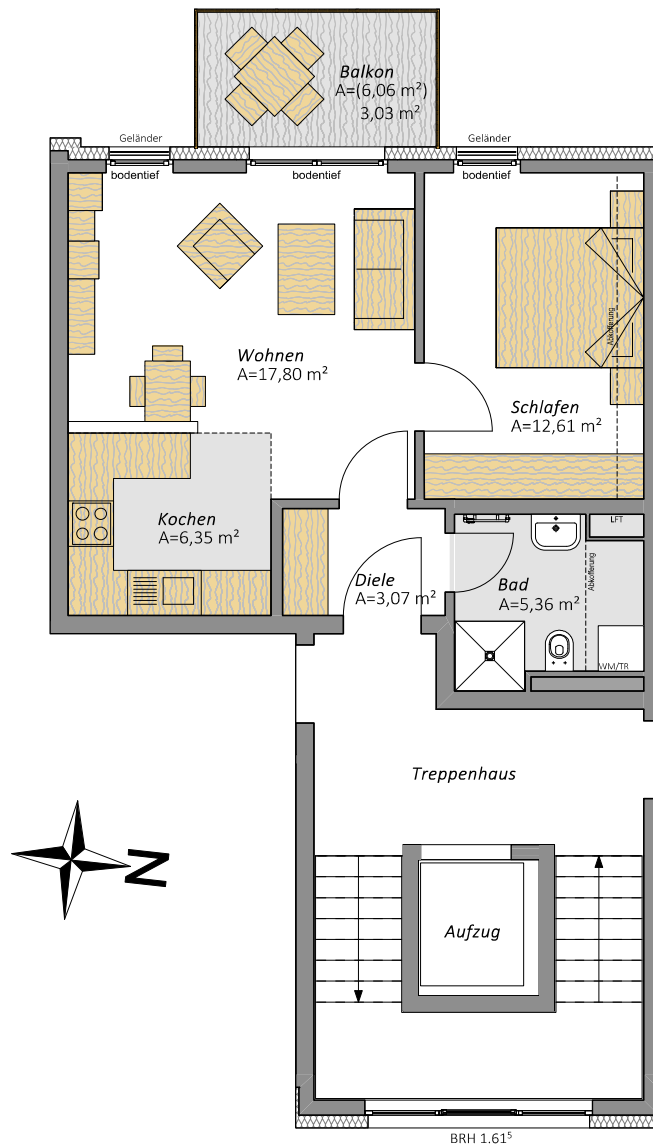 Balkon
A=(6,06 m²)
3,03 m²
Geländer
Geländer
bodentief
bodentief
bodentief
Abkofferung
Wohnen
A=17,80 m²
Schlafen
A=12,61 m²
Kochen
A=6,35 m²
LFT
Diele
A=3,07 m²
Bad
A=5,36 m²
Abkofferung
WM/TR
Treppenhaus
N
Aufzug
BRH 1.61⁵